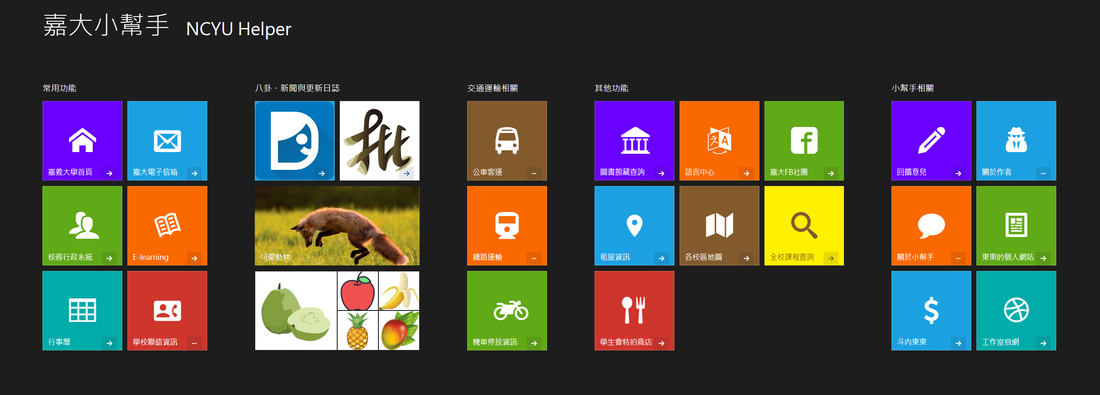 嘉大小幫手 NCYU Helper
常用功能
嘉義大學首頁
嘉大電子信箱
校務行政系統
E-learning
行事曆
學校聯絡資訊
八卦、新聞與更新日誌
可愛動物
交通運輸相關
公車客運
鐵路運輸
機車停放資訊
其他功能
圖書館藏查詢
語言中心
嘉大FB社團
租屋資訊
各校區地圖
全校課程查詢
學生會特約商店
小幫手相關
回饋意見
關於作者
關於小幫手
東東的個人網站
斗內東東
工作室官網